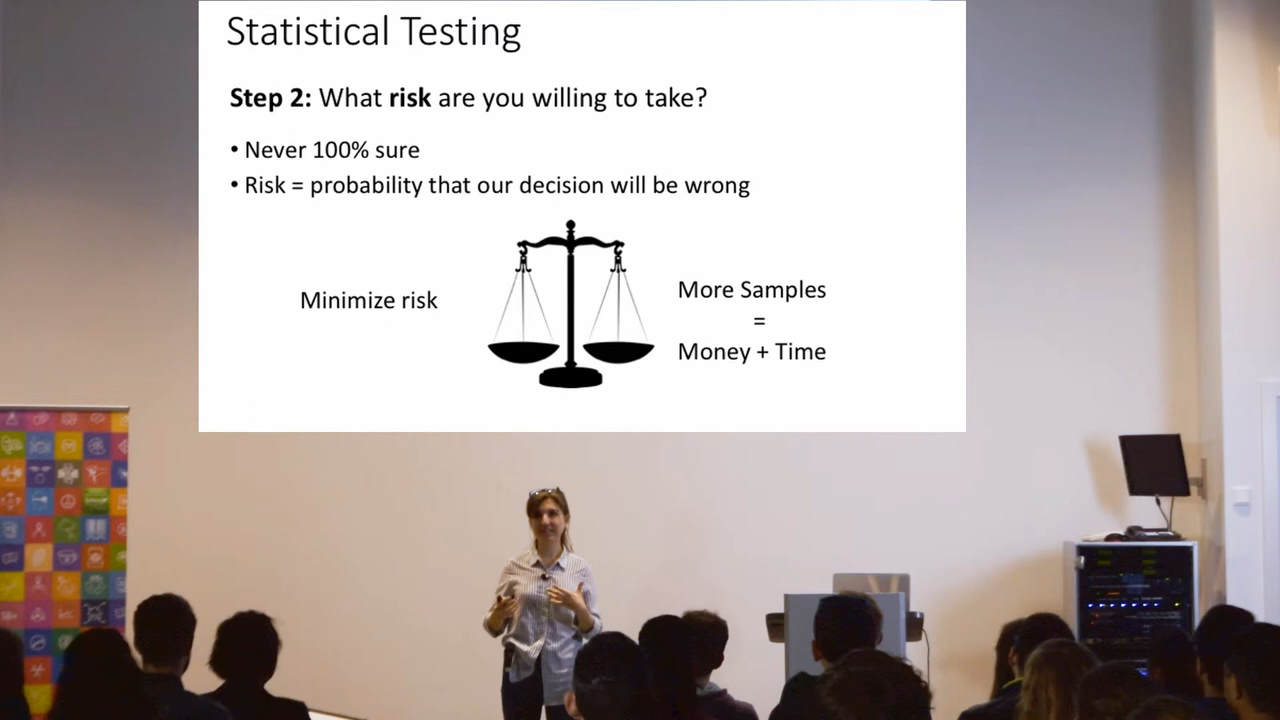 Statistical Testing
Step 2: What risk are you willing to take?
• Never 100% sure
• Risk = probability that our decision will be wrong
Minimize risk
More Samples
=
Money + Time